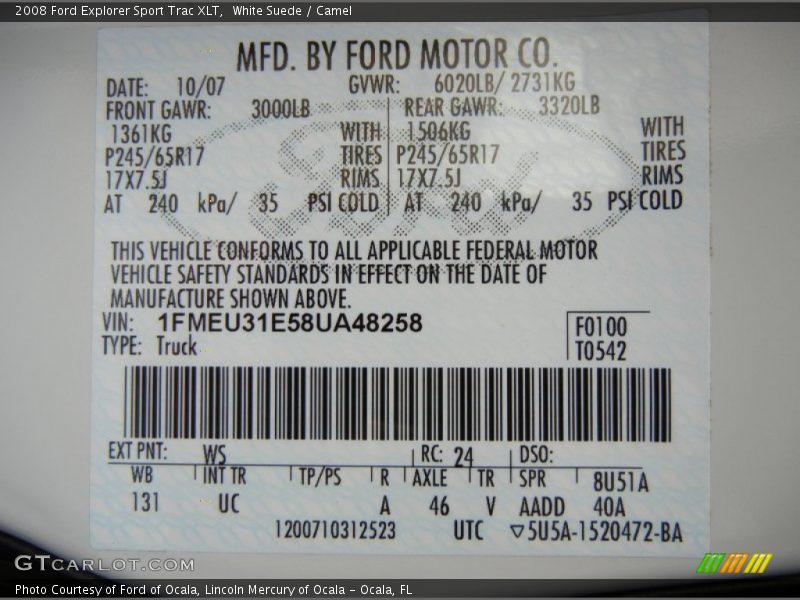 2008 Ford Explorer Sport Trac XLT,  White Suede / Camel
MFD. BY FORD MOTOR CO.
DATE: 10/07 GVWR: 6020LB/ 2731KG
FRONT GAWR: 3000LB REAR GAWR: 3320LB
1361KG WITH 1506KG WITH
P245/65R17 TIRES P245/65R17 TIRES
17X7.5J RIMS 17X7.5J RIMS
AT 240 kPa/ 35 PSI COLD AT 240 kPa/ 35 PSI COLD
THIS VEHICLE CONFORMS TO ALL APPLICABLE FEDERAL MOTOR
VEHICLE SAFETY STANDARDS IN EFFECT ON THE DATE OF
MANUFACTURE SHOWN ABOVE.
VIN: 1FMEU31E58UA48258 F0100
TYPE: Truck T0542
EXT PNT: WS RC: 24 DSO:
WB INT TR TP/PS R AXLE TR SPR 8U51A
131 UC A 46 V AADD 40A
1200710312523 UTC ▽5U5A-1520472-BA
GTCARLOT.COM
Photo Courtesy of Ford of Ocala, Lincoln Mercury of Ocala – Ocala, FL